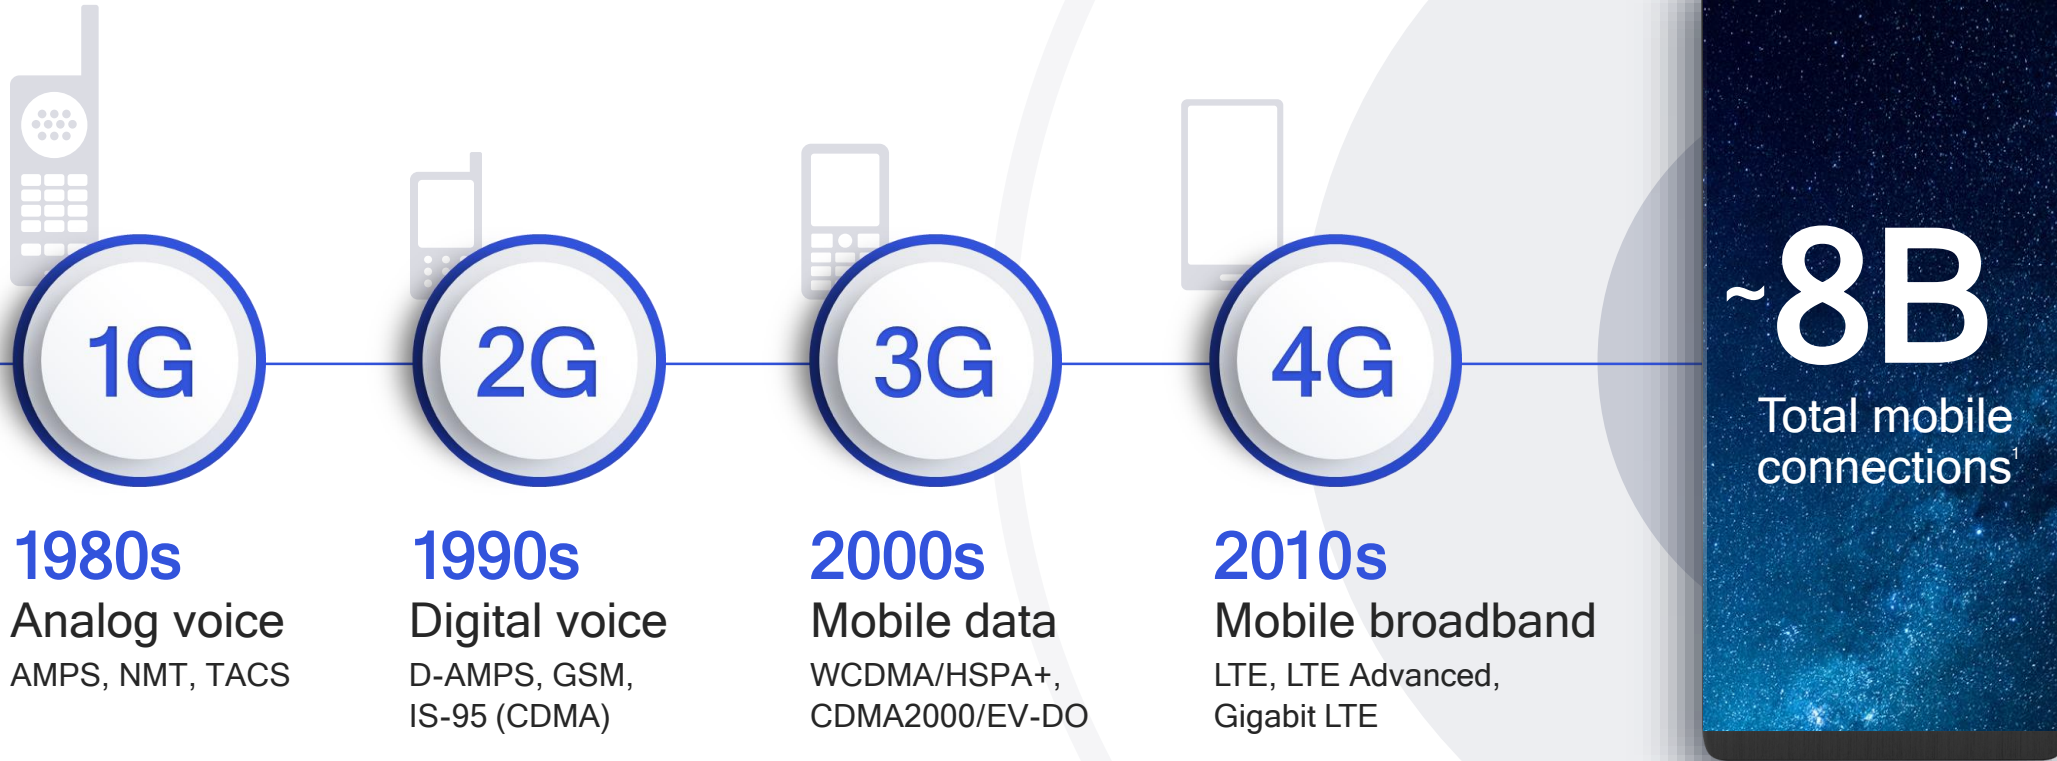 1G
2G
3G
4G
1980s
Analog voice
AMPS, NMT, TACS
1990s
Digital voice
D-AMPS, GSM,
IS-95 (CDMA)
2000s
Mobile data
WCDMA/HSPA+,
CDMA2000/EV-DO
2010s
Mobile broadband
LTE, LTE Advanced,
Gigabit LTE
~8B
Total mobile
connections¹